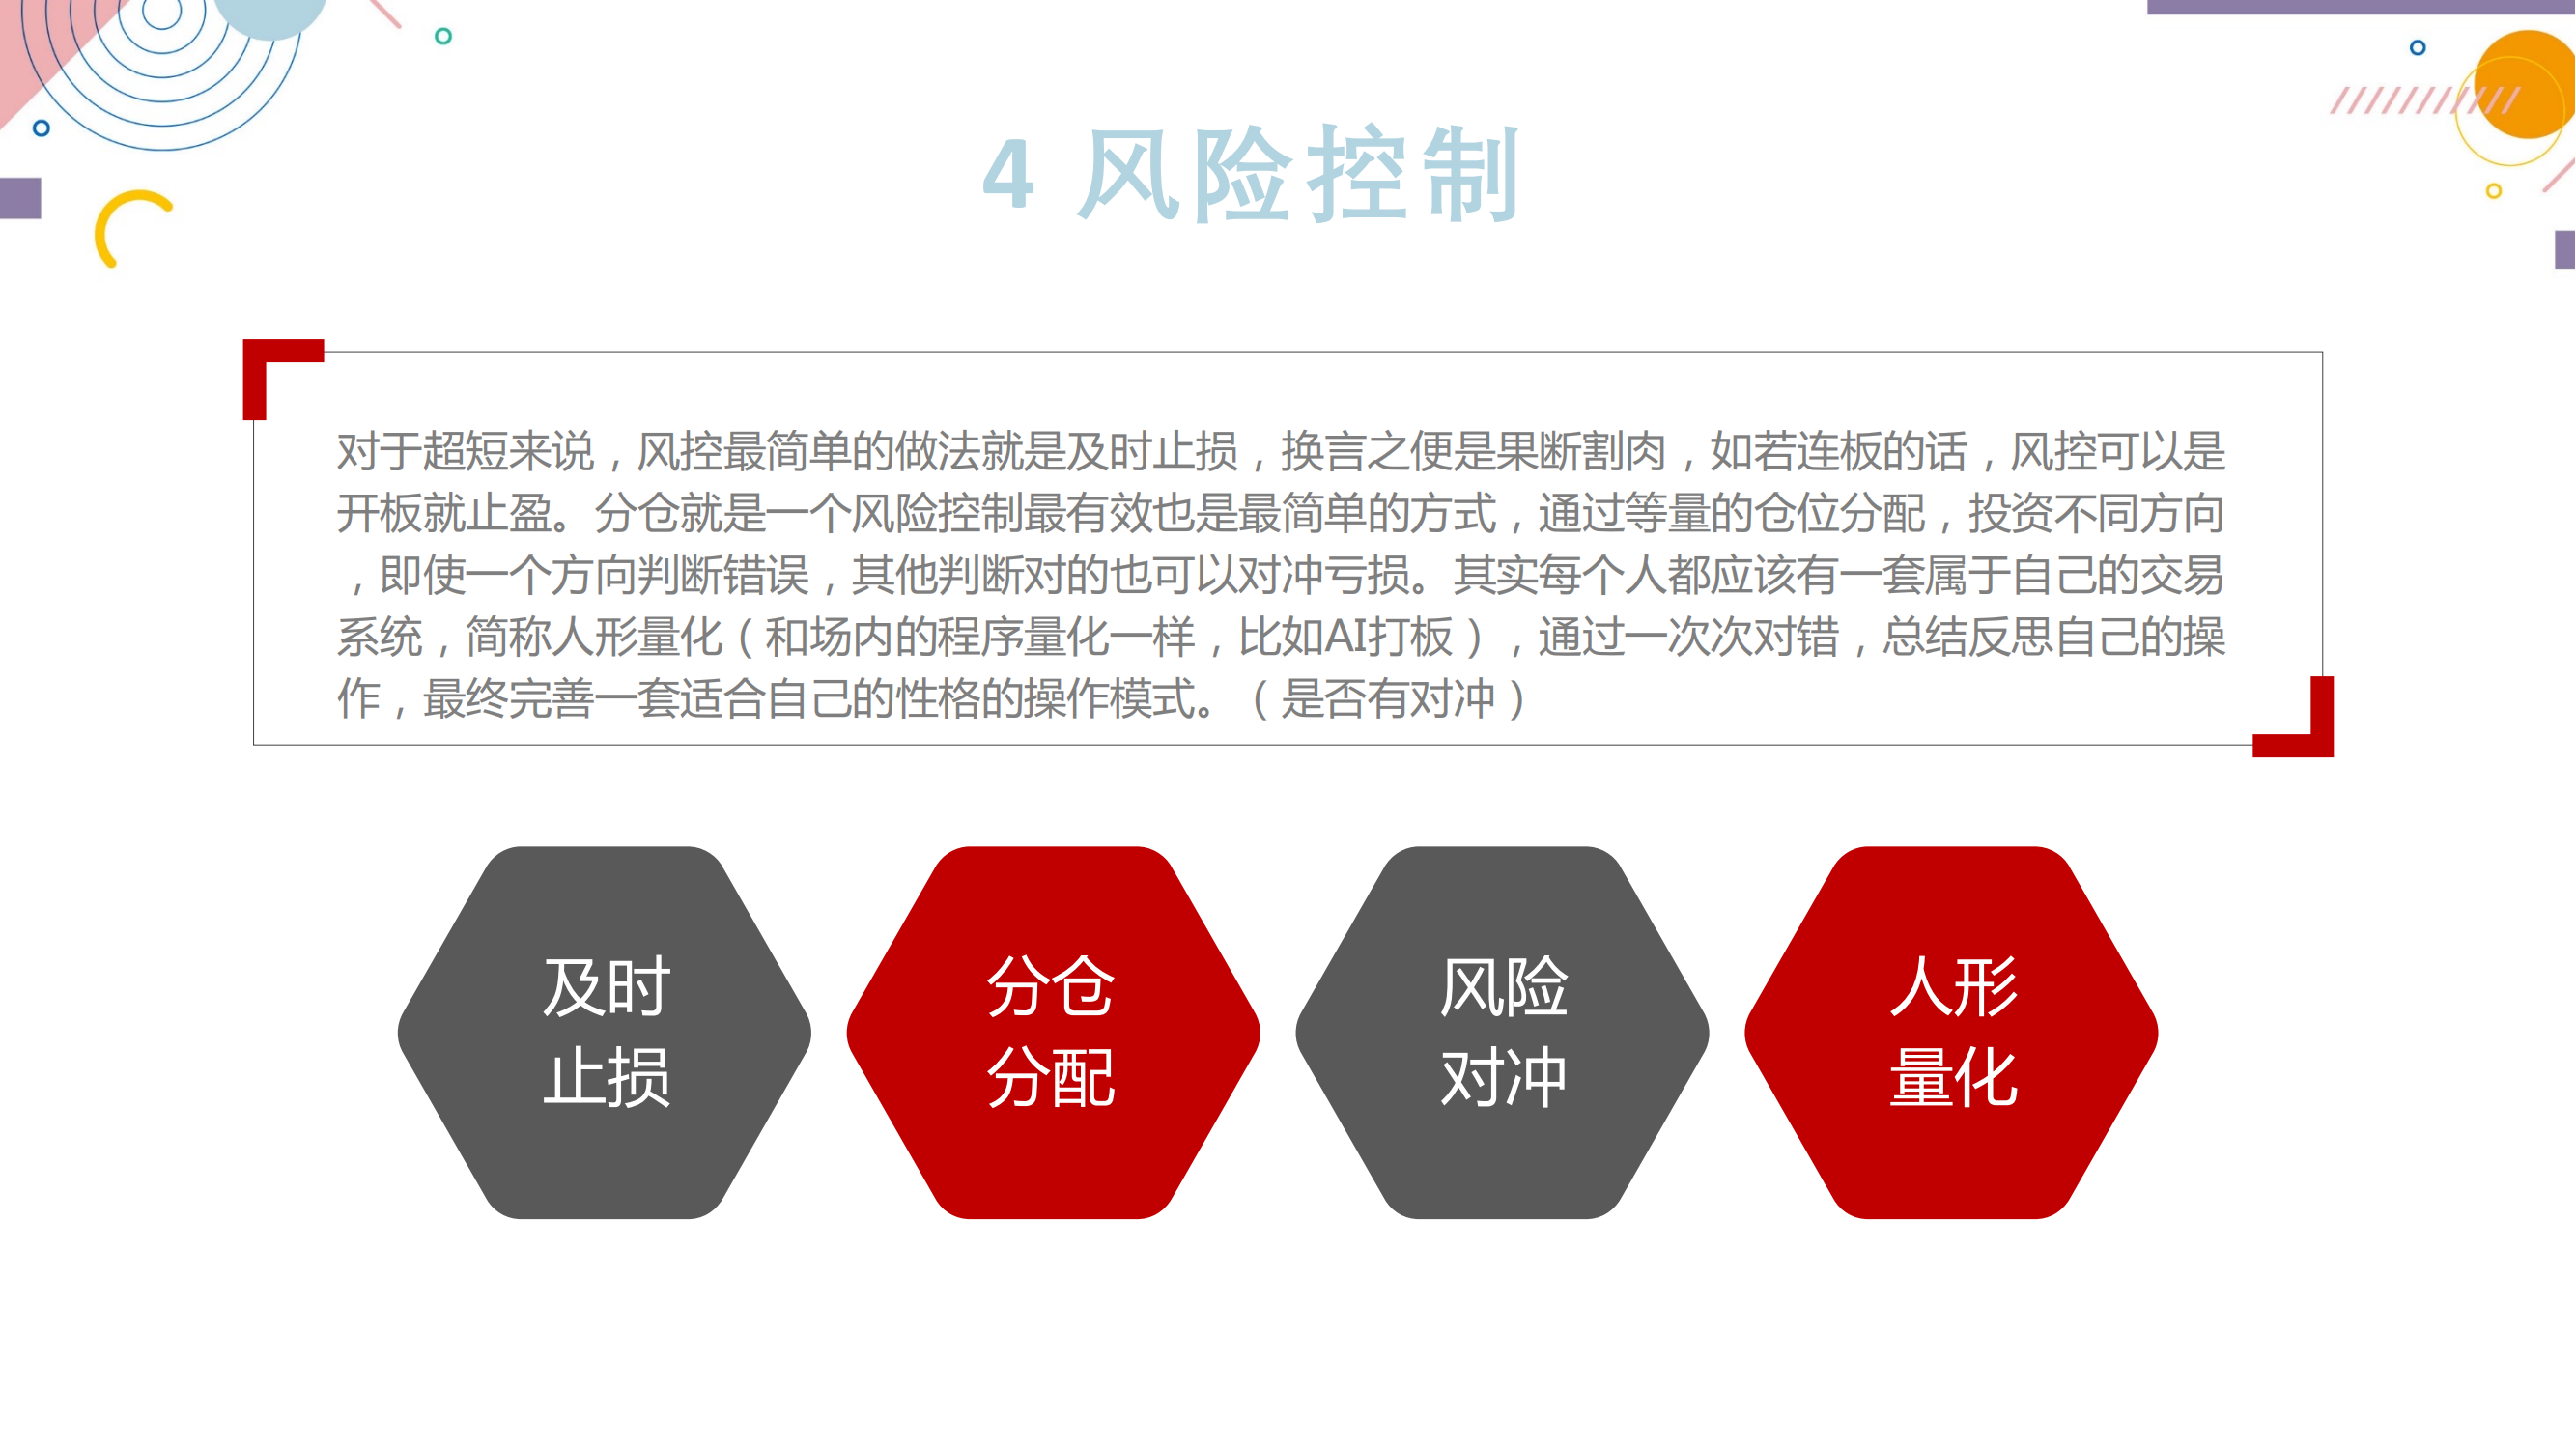 4 风险控制
对于超短来说，风控最简单的做法就是及时止损，换言之便是果断割肉，如若连板的话，风控可以是
开板就止盈。分仓就是一个风险控制最有效也是最简单的方式，通过等量的仓位分配，投资不同方向
，即使一个方向判断错误，其他判断对的也可以对冲亏损。其实每个人都应该有一套属于自己的交易
系统，简称人形量化（和场内的程序量化一样，比如AI打板），通过一次次对错，总结反思自己的操
作，最终完善一套适合自己的性格的操作模式。（是否有对冲）
及时
止损
分仓
分配
风险
对冲
人形
量化